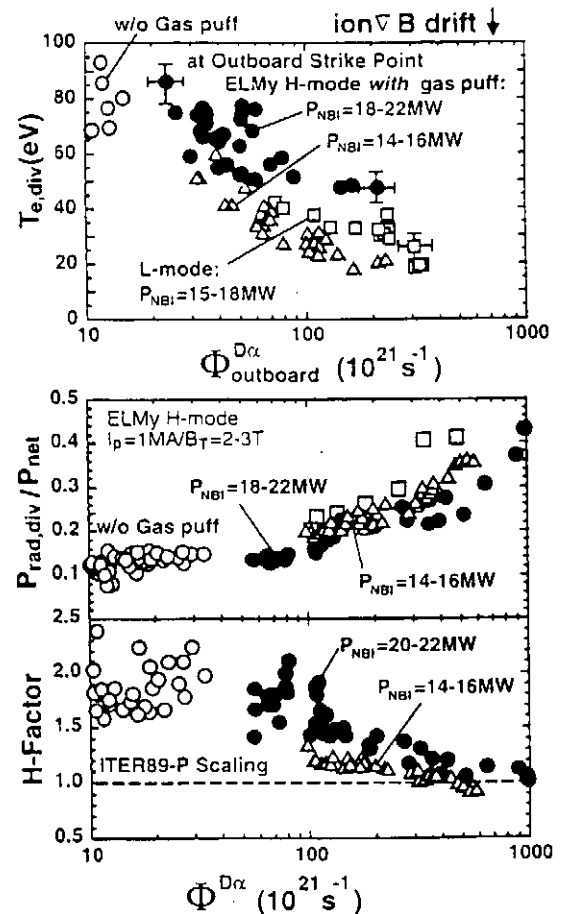 ion ∇ B drift ↓
w/o Gas puff
at Outboard Strike Point
ELMy H-mode with gas puff:
P_NBI=18-22MW
P_NBI=14-16MW
L-mode:
P_NBI=15-18MW
T_e,div(eV)
100
80
60
40
20
0
10 100 1000
Φ_outboard^Dα (10^21 s^-1)
ELMy H-mode
I_P=1MA/B_T=2-3T
P_NBI=18-22MW
w/o Gas puff
P_NBI=14-16MW
P_rad,div/P_net
0.5
0.4
0.3
0.2
0.1
2.5
P_NBI=20-22MW
P_NBI=14-16MW
ITER89-P Scaling
H-Factor
2.0
1.5
1.0
0.5
10 100 1000
Φ^Dα (10^21 s^-1)